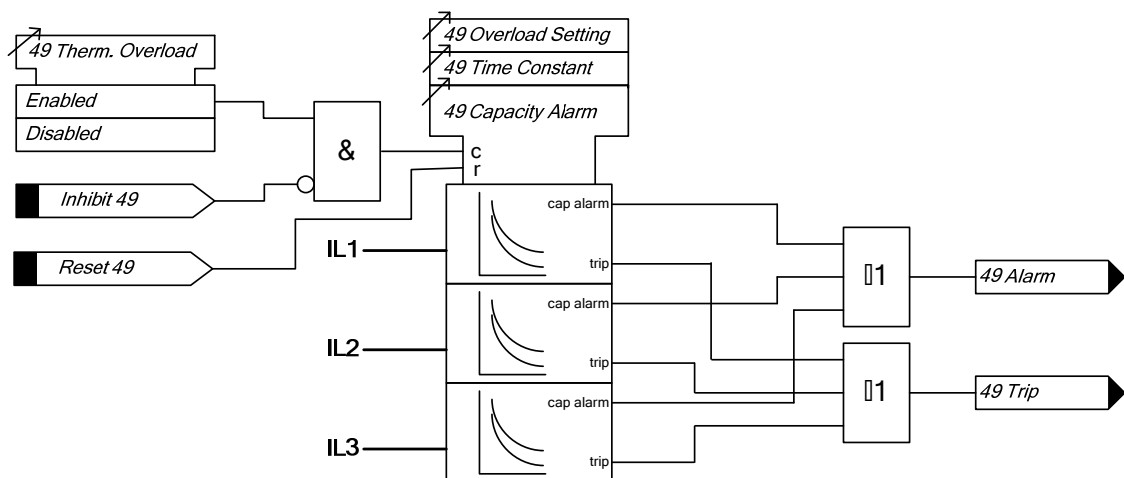 49 Therm. Overload
Enabled
Disabled
Inhibit 49
Reset 49
&
49 Overload Setting
49 Time Constant
49 Capacity Alarm
c
r
IL1
cap alarm
trip
IL2
cap alarm
trip
IL3
cap alarm
trip
▯1
49 Alarm
▯1
49 Trip